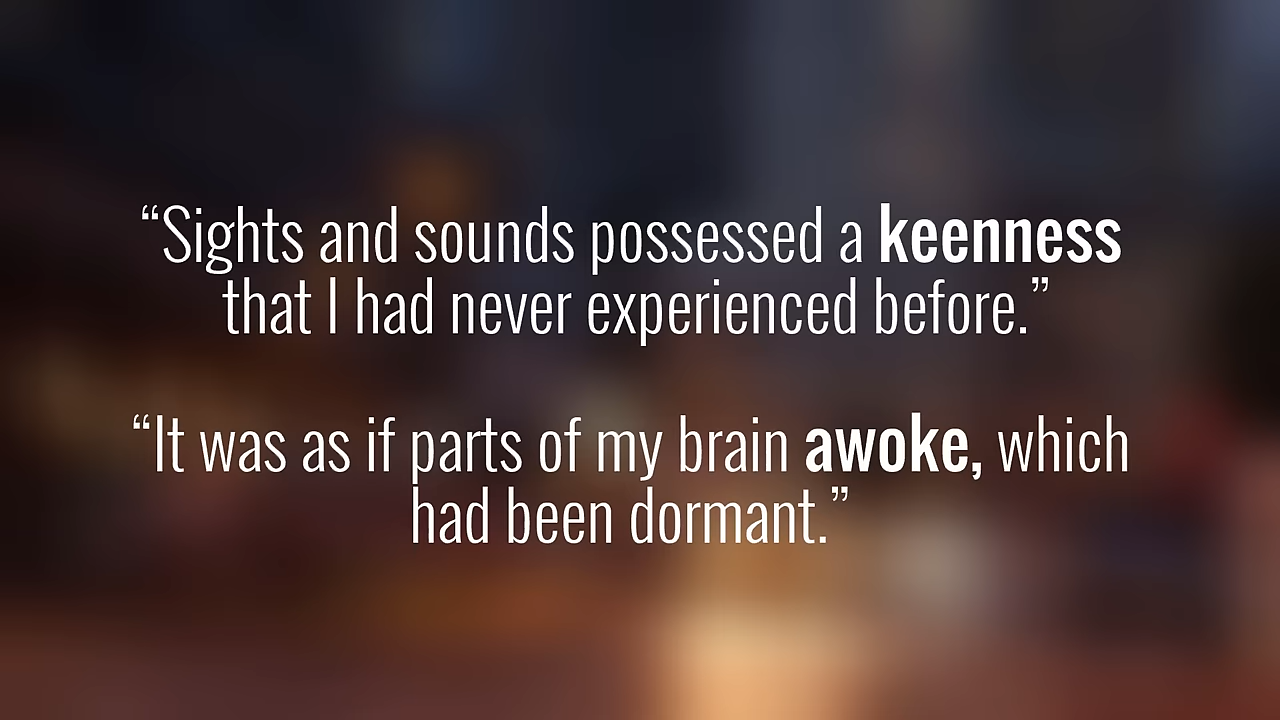 “Sights and sounds possessed a keenness
that I had never experienced before.”
“It was as if parts of my brain awoke, which
had been dormant.”